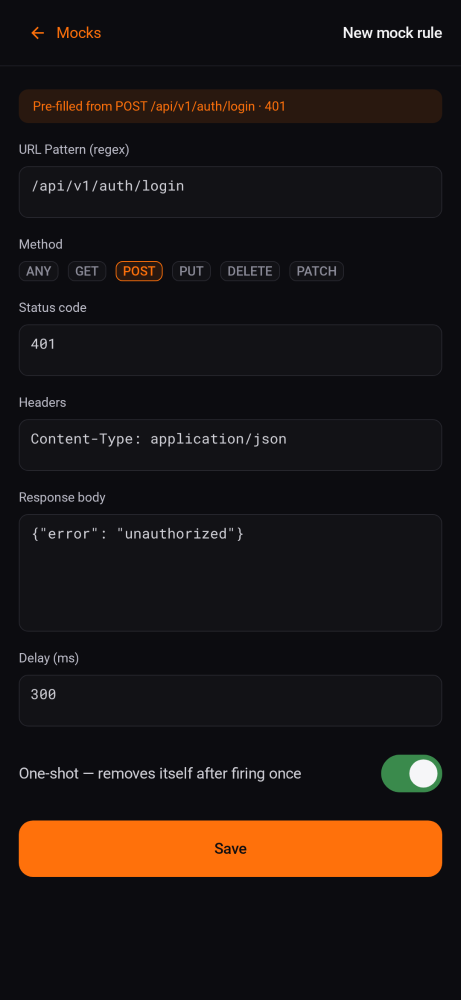 Mocks
New mock rule
Pre-filled from POST /api/v1/auth/login · 401
URL Pattern (regex)
/api/v1/auth/login
Method
ANY GET POST PUT DELETE PATCH
Status code
401
Headers
Content-Type: application/json
Response body
{"error": "unauthorized"}
Delay (ms)
300
One-shot — removes itself after firing once
Save